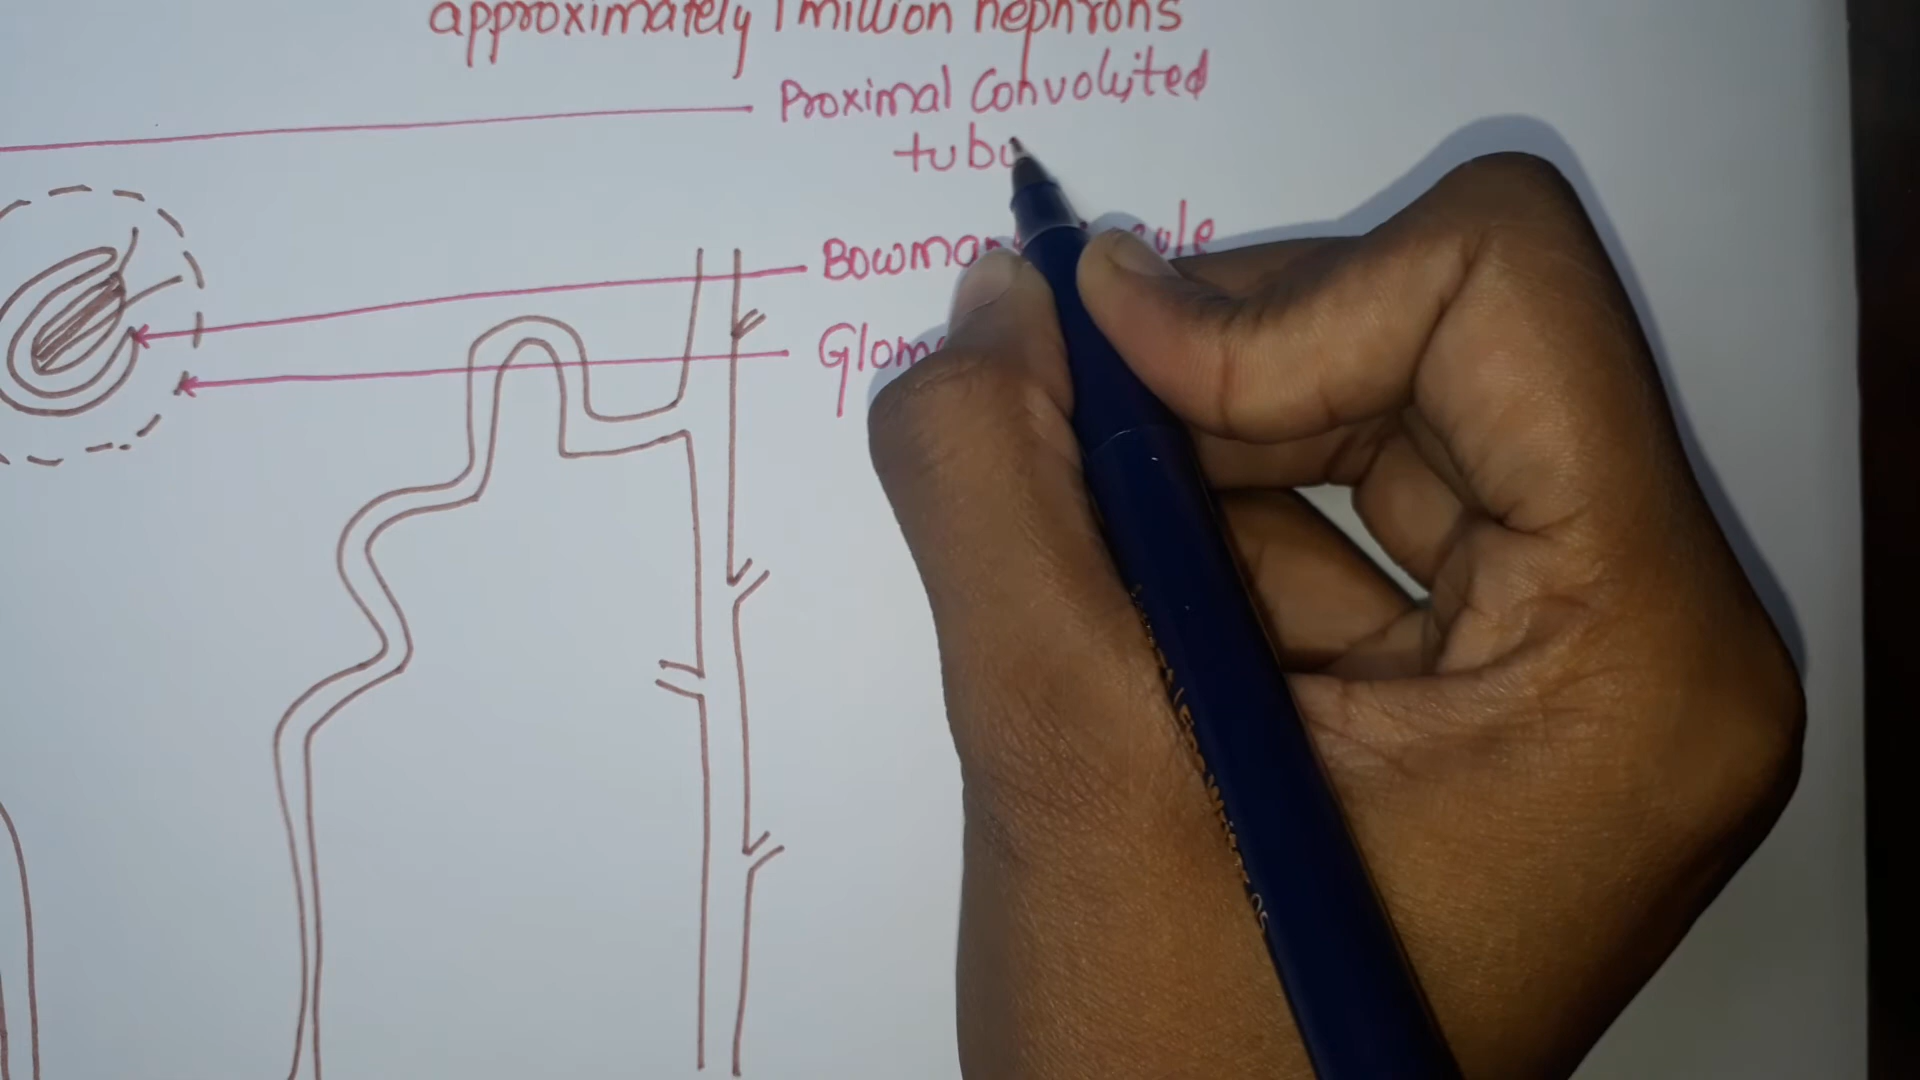 approximately 1 million nephrons
Proximal Convoluted
tubu
Bowman
Glom